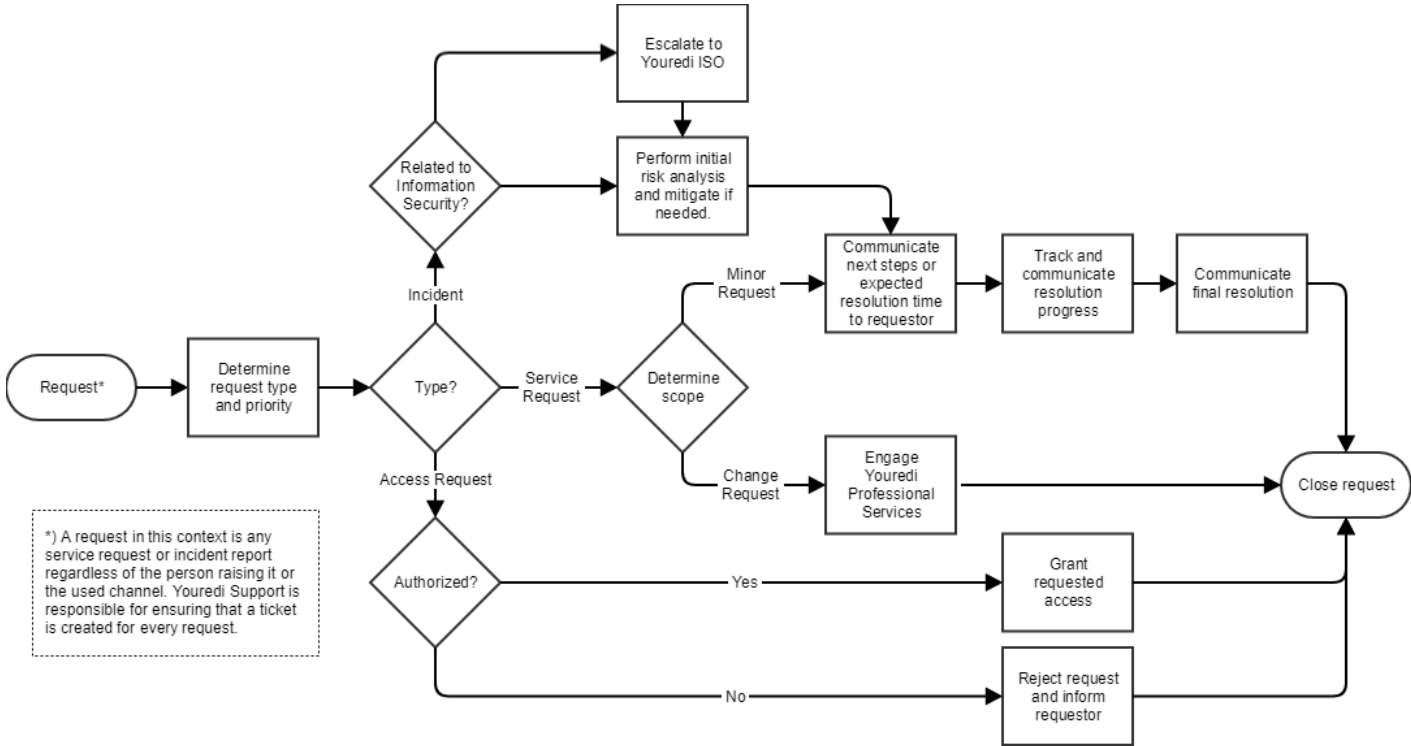 Escalate to
Youredi ISO
Related to
Information
Security?
Perform initial
risk analysis
and mitigate if
needed.
Incident
Minor
Request
Communicate
next steps or
expected
resolution time
to requestor
Track and
communicate
resolution
progress
Communicate
final resolution
Request*
Determine
request type
and priority
Type?
Service
Request
Determine
scope
Access Request
Change
Request
Engage
Youredi
Professional
Services
Close request
*) A request in this context is any
service request or incident report
regardless of the person raising it or
the used channel. Youredi Support is
responsible for ensuring that a ticket
is created for every request.
Authorized?
Yes
Grant
requested
access
No
Reject request
and inform
requestor